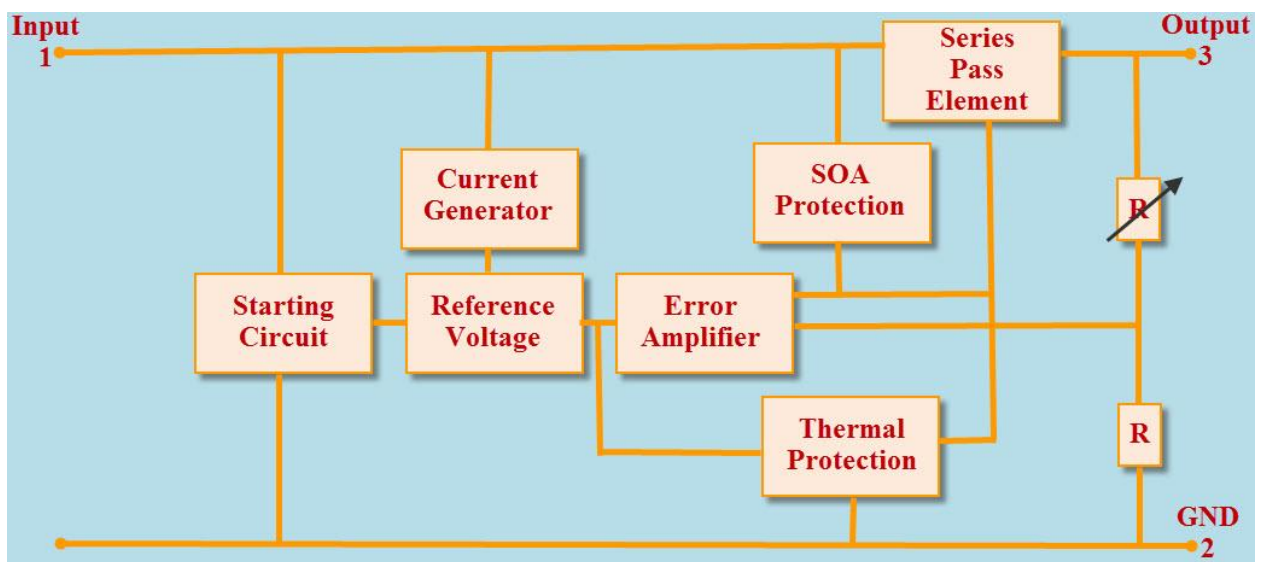 Input
1
Output
3
Series
Pass
Element
Current
Generator
SOA
Protection
R
Starting
Circuit
Reference
Voltage
Error
Amplifier
Thermal
Protection
R
GND
2